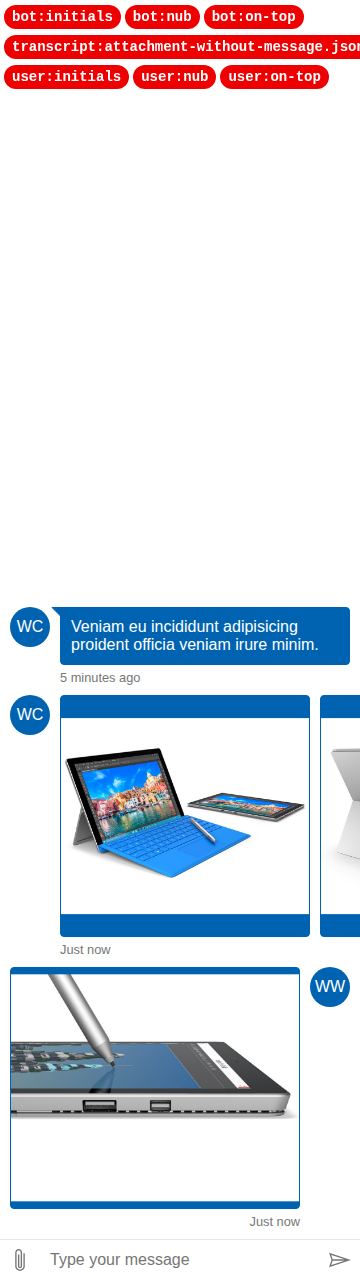 bot:initials bot:nub bot:on-top
transcript:attachment-without-message.json
user:initials user:nub user:on-top
WC
Veniam eu incididunt adipisicing
proident officia veniam irure minim.
5 minutes ago
WC
Just now
WW
Just now
Type your message